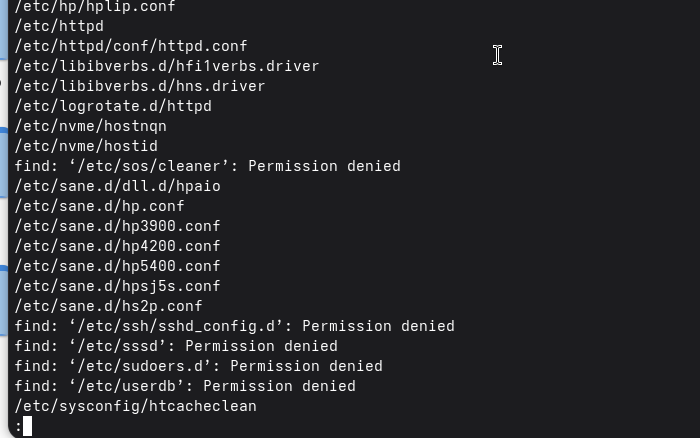 /etc/hp/hplip.conf
/etc/httpd
/etc/httpd/conf/httpd.conf
/etc/libibverbs.d/hfi1verbs.driver
/etc/libibverbs.d/hns.driver
/etc/logrotate.d/httpd
/etc/nvme/hostnqn
/etc/nvme/hostid
find: ‘/etc/sos/cleaner’: Permission denied
/etc/sane.d/dll.d/hpaio
/etc/sane.d/hp.conf
/etc/sane.d/hp3900.conf
/etc/sane.d/hp4200.conf
/etc/sane.d/hp5400.conf
/etc/sane.d/hpsj5s.conf
/etc/sane.d/hs2p.conf
find: ‘/etc/ssh/sshd_config.d’: Permission denied
find: ‘/etc/sssd’: Permission denied
find: ‘/etc/sudoers.d’: Permission denied
find: ‘/etc/userdb’: Permission denied
/etc/sysconfig/htcacheclean
: